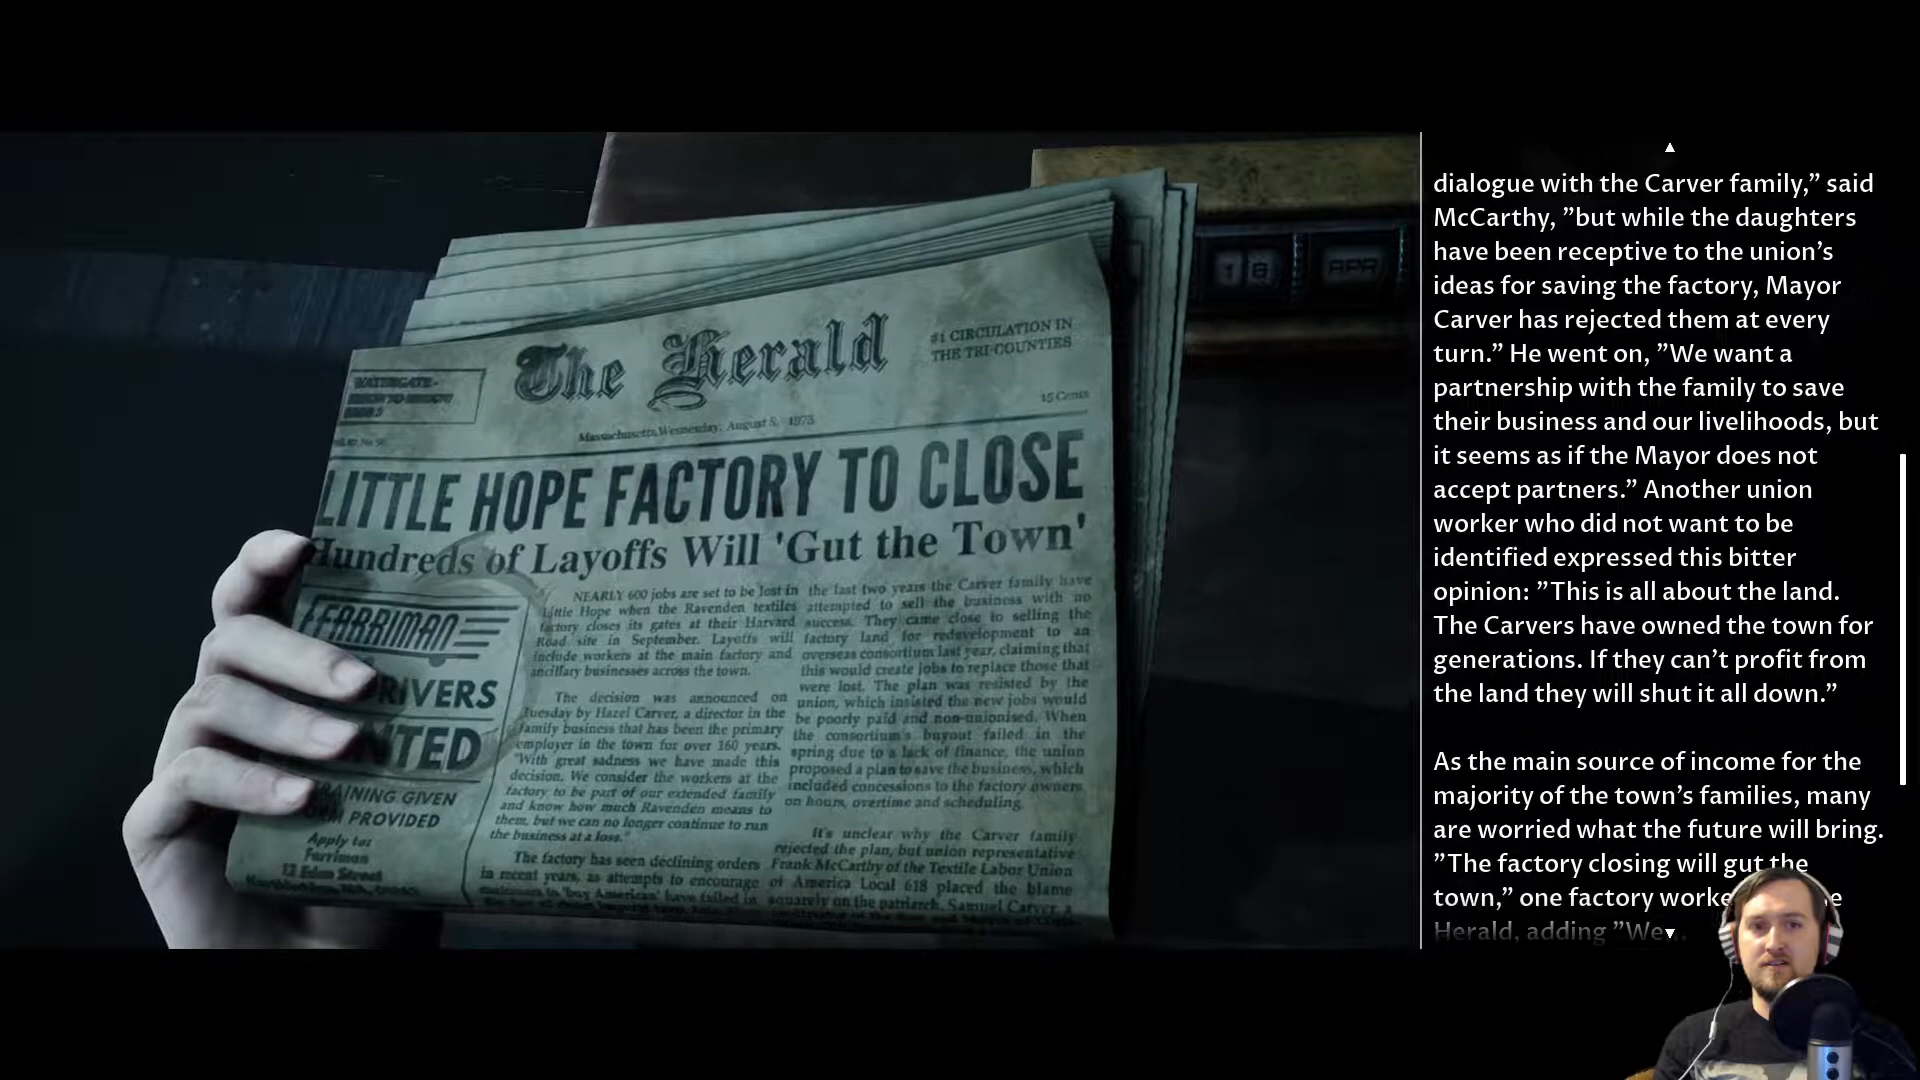 The Herald
#1 CIRCULATION IN
THE TRI-COUNTIES
WATERGATE-
15 Cents
Massachusetts, Wesnesday, August 8, 1973
LITTLE HOPE FACTORY TO CLOSE
Hundreds of Layoffs Will 'Gut the Town'
FERRIMAN
DRIVERS
WANTED
TRAINING GIVEN
UNIFORM PROVIDED
Apply to:
Farriman
12 Edan Street
NEARLY 600 jobs are set to be lost in
Little Hope when the Ravenden textiles
factory closes its gates at their Harvard
Road site in September. Layoffs will
include workers at the main factory and
ancillary businesses across the town.
The decision was announced on
Tuesday by Hazel Carver, a director in the
family business that has been the primary
employer in the town for over 160 years.
"With great sadness we have made this
decision. We consider the workers at the
factory to be part of our extended family
and know how much Ravenden means to
them, but we can no longer continue to run
the business at a loss."
The factory has seen declining orders
in recent years, as attempts to encourage
customers to 'buy American' have failed in
the last two years the Carver family have
attempted to sell the business with no
success. They came close to selling the
factory land for redevelopment to an
overseas consortium last year, claiming that
this would create jobs to replace those that
were lost. The plan was resisted by the
union, which insisted the new jobs would
be poorly paid and non-unionised. When
the consortium's buyout failed in the
spring due to a lack of finance, the union
proposed a plan to save the business, which
included concessions to the factory owners
on hours, overtime and scheduling.
It's unclear why the Carver family
rejected the plan, but union representative
Frank McCarthy of the Textile Labor Union
of America Local 618 placed the blame
squarely on the patriarch, Samuel Carver, a
18 APR
dialogue with the Carver family,” said
McCarthy, ”but while the daughters
have been receptive to the union’s
ideas for saving the factory, Mayor
Carver has rejected them at every
turn.” He went on, ”We want a
partnership with the family to save
their business and our livelihoods, but
it seems as if the Mayor does not
accept partners.” Another union
worker who did not want to be
identified expressed this bitter
opinion: ”This is all about the land.
The Carvers have owned the town for
generations. If they can’t profit from
the land they will shut it all down.”
As the main source of income for the
majority of the town’s families, many
are worried what the future will bring.
”The factory closing will gut the
town,” one factory worke
Herald, adding ”We...